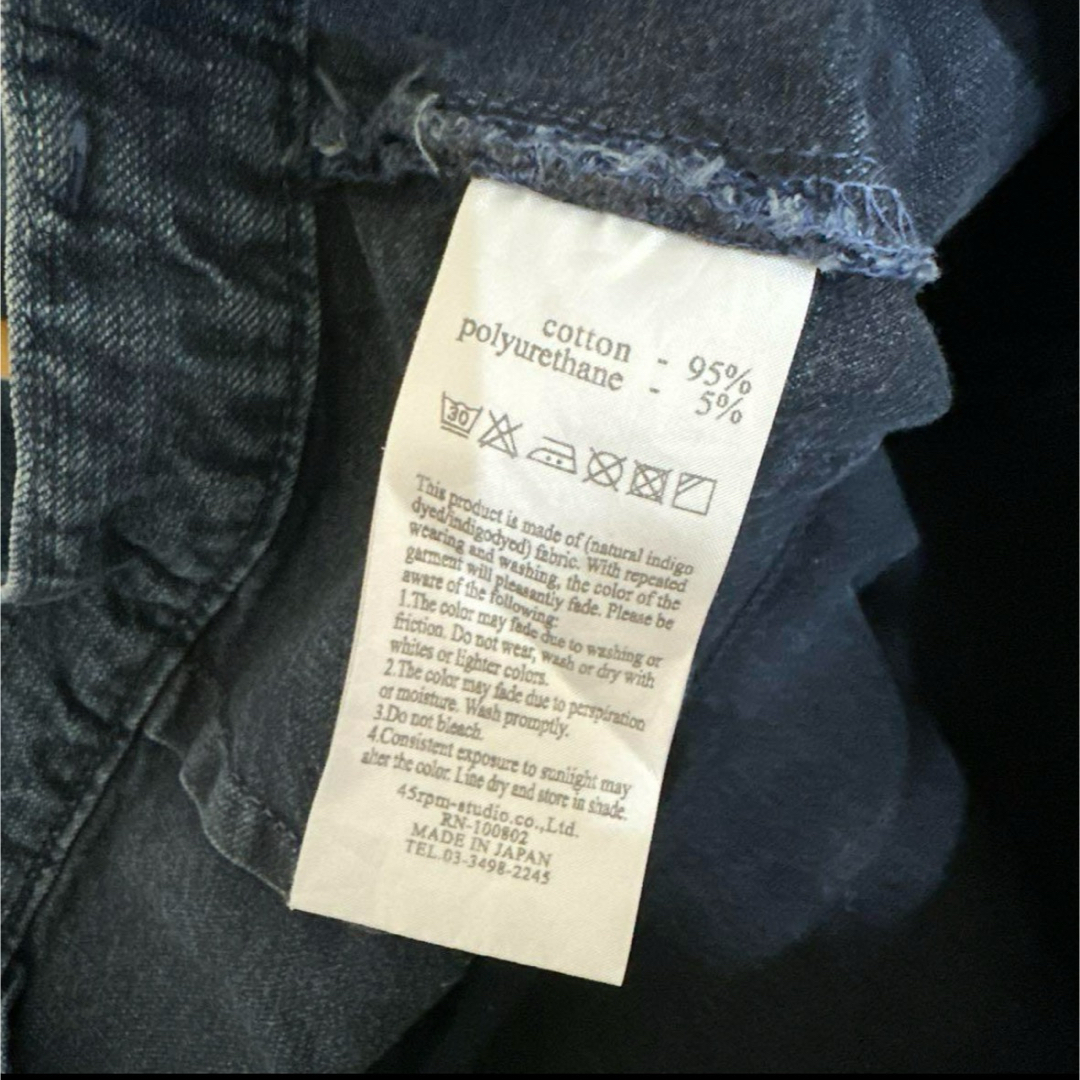 cotton - 95%
polyurethane - 5%
30
This product is made of (natural indigo
dyed/indigodyed) fabric. With repeated
wearing and washing, the color of the
garment will pleasantly fade. Please be
aware of the following:
1.The color may fade due to washing or
friction. Do not wear, wash or dry with
whites or lighter colors.
2.The color may fade due to perspiration
or moisture. Wash promptly.
3.Do not bleach.
4.Consistent exposure to sunlight may
alter the color. Line dry and store in shade.
45rpm-studio.co.,Ltd.
RN-100802
MADE IN JAPAN
TEL.03-3498-2245